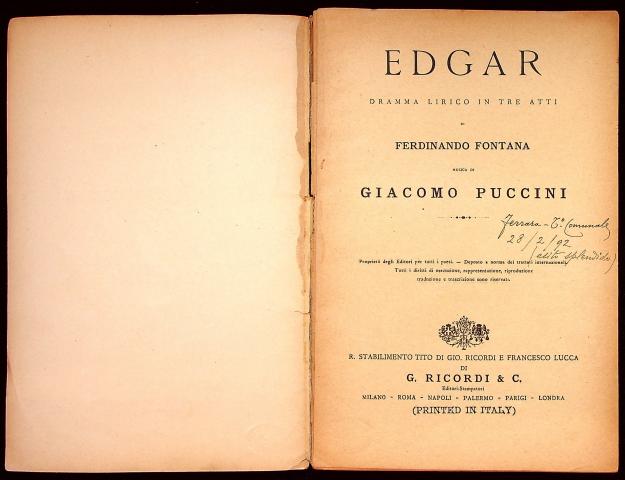 EDGAR
DRAMMA LIRICO IN TRE ATTI
DI
FERDINANDO FONTANA
MUSICA DI
GIACOMO PUCCINI
Ferrara - T.º Comunale
28/2/92
(esito splendido)
Proprietà degli Editori per tutti i paesi. — Deposto a norma dei trattati internazionali.
Tutti i diritti di esecuzione, rappresentazione, riproduzione
traduzione e trascrizione sono riservati.
R. STABILIMENTO TITO DI GIO. RICORDI E FRANCESCO LUCCA
DI
G. RICORDI & C.
Editori-Stampatori
MILANO - ROMA - NAPOLI - PALERMO - PARIGI - LONDRA
(PRINTED IN ITALY)